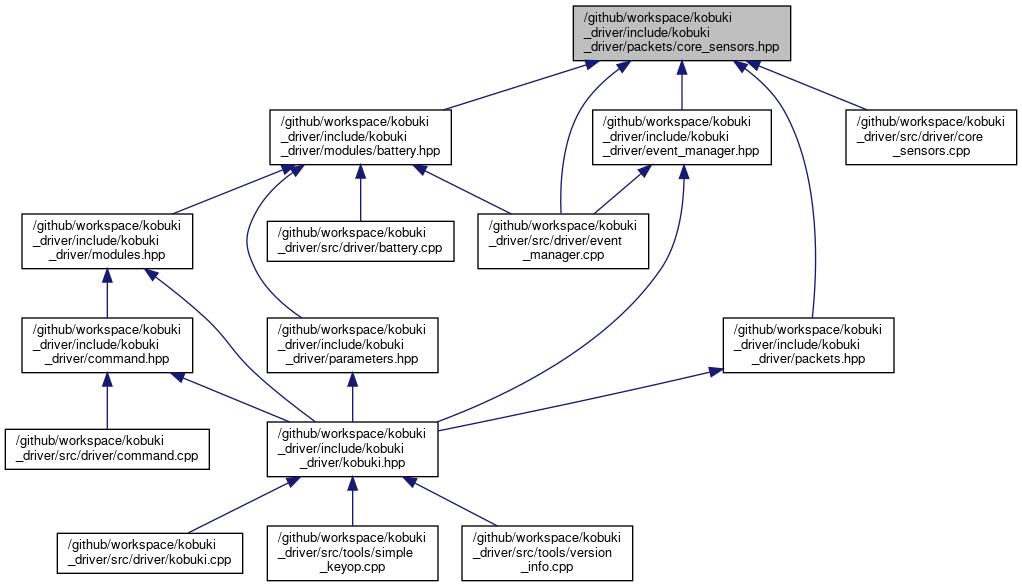 /github/workspace/kobuki
_driver/include/kobuki
_driver/packets/core_sensors.hpp
/github/workspace/kobuki
_driver/include/kobuki
_driver/modules/battery.hpp
/github/workspace/kobuki
_driver/include/kobuki
_driver/event_manager.hpp
/github/workspace/kobuki
_driver/src/driver/core
_sensors.cpp
/github/workspace/kobuki
_driver/include/kobuki
_driver/modules.hpp
/github/workspace/kobuki
_driver/src/driver/battery.cpp
/github/workspace/kobuki
_driver/src/driver/event
_manager.cpp
/github/workspace/kobuki
_driver/include/kobuki
_driver/command.hpp
/github/workspace/kobuki
_driver/include/kobuki
_driver/parameters.hpp
/github/workspace/kobuki
_driver/include/kobuki
_driver/packets.hpp
/github/workspace/kobuki
_driver/src/driver/command.cpp
/github/workspace/kobuki
_driver/include/kobuki
_driver/kobuki.hpp
/github/workspace/kobuki
_driver/src/driver/kobuki.cpp
/github/workspace/kobuki
_driver/src/tools/simple
_keyop.cpp
/github/workspace/kobuki
_driver/src/tools/version
_info.cpp